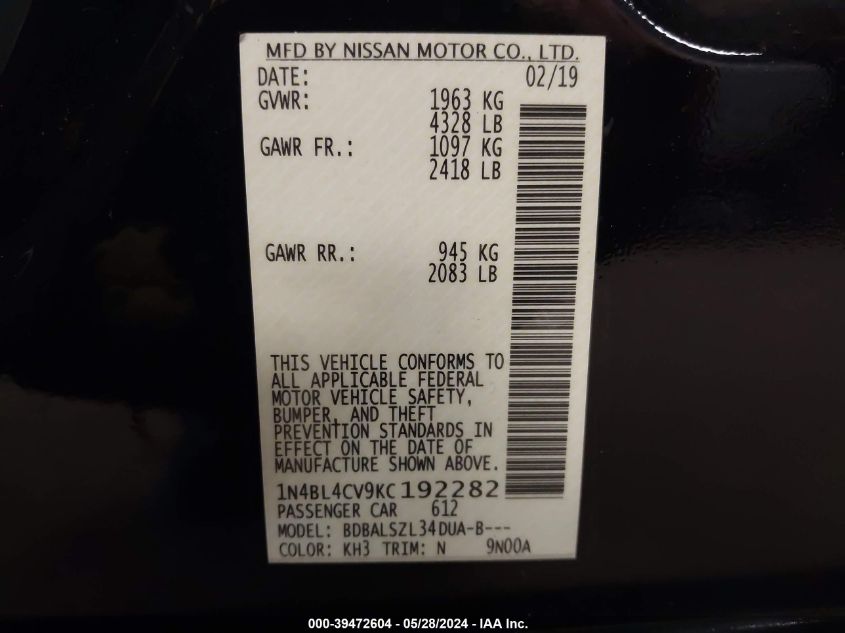 MFD BY NISSAN MOTOR CO., LTD.
DATE: 02/19
GVWR: 1963 KG
4328 LB
GAWR FR.: 1097 KG
2418 LB
GAWR RR.: 945 KG
2083 LB
THIS VEHICLE CONFORMS TO
ALL APPLICABLE FEDERAL
MOTOR VEHICLE SAFETY,
BUMPER, AND THEFT
PREVENTION STANDARDS IN
EFFECT ON THE DATE OF
MANUFACTURE SHOWN ABOVE.
1N4BL4CV9KC192282
PASSENGER CAR 612
MODEL: BDBALSZL34DUA-B---
COLOR: KH3 TRIM: N 9N00A
000-39472604 - 05/28/2024 - IAA Inc.